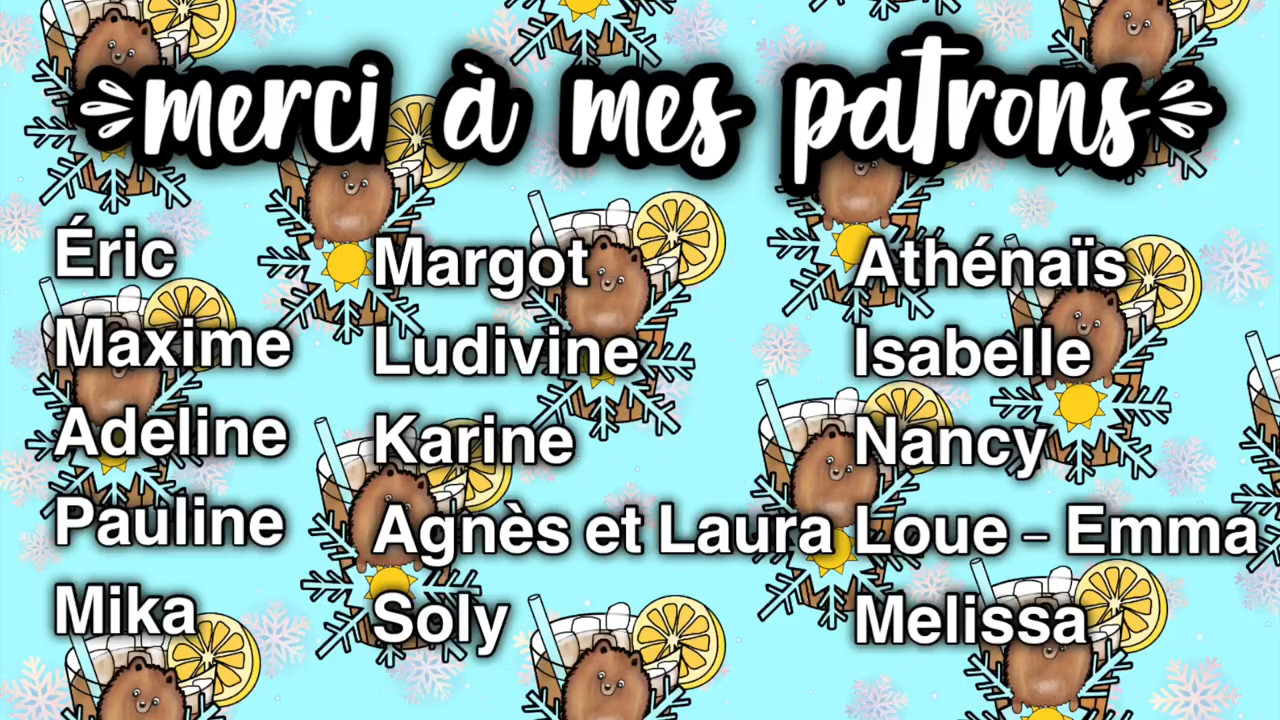 merci à mes patrons
Éric
Maxime
Adeline
Pauline
Mika
Margot
Ludivine
Karine
Agnès et Laura
Soly
Athénaïs
Isabelle
Nancy
Loue – Emma
Melissa